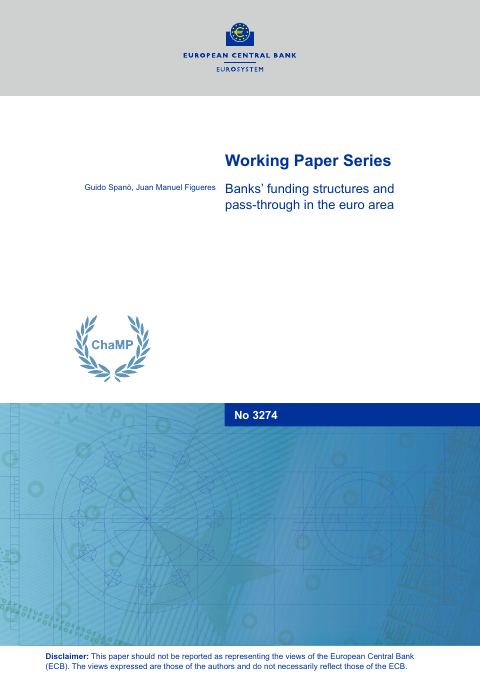 EUROPEAN CENTRAL BANK
EUROSYSTEM
Working Paper Series
Guido Spanò, Juan Manuel Figueres
Banks’ funding structures and
pass-through in the euro area
ChaMP
No 3274
Disclaimer: This paper should not be reported as representing the views of the European Central Bank
(ECB). The views expressed are those of the authors and do not necessarily reflect those of the ECB.